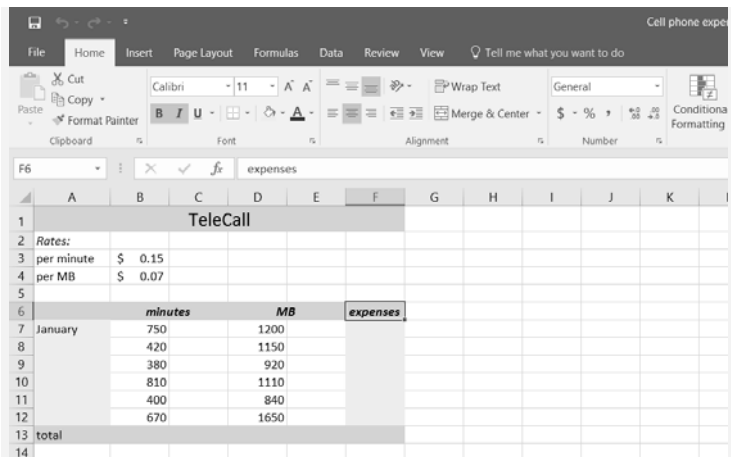 Cell phone expe
File Home Insert Page Layout Formulas Data Review View Tell me what you want to do
Cut
Copy
Paste
Format Painter
Calibri 11 A A
B I U A
Wrap Text
Merge & Center
General
$ % , .00 .0
Conditiona
Formatting
Clipboard Font Alignment Number
F6 fx expenses
A B C D E F G H I J K
1 TeleCall
2 Rates:
3 per minute $ 0.15
4 per MB $ 0.07
5
6 minutes MB expenses
7 January 750 1200
8 420 1150
9 380 920
10 810 1110
11 400 840
12 670 1650
13 total
14